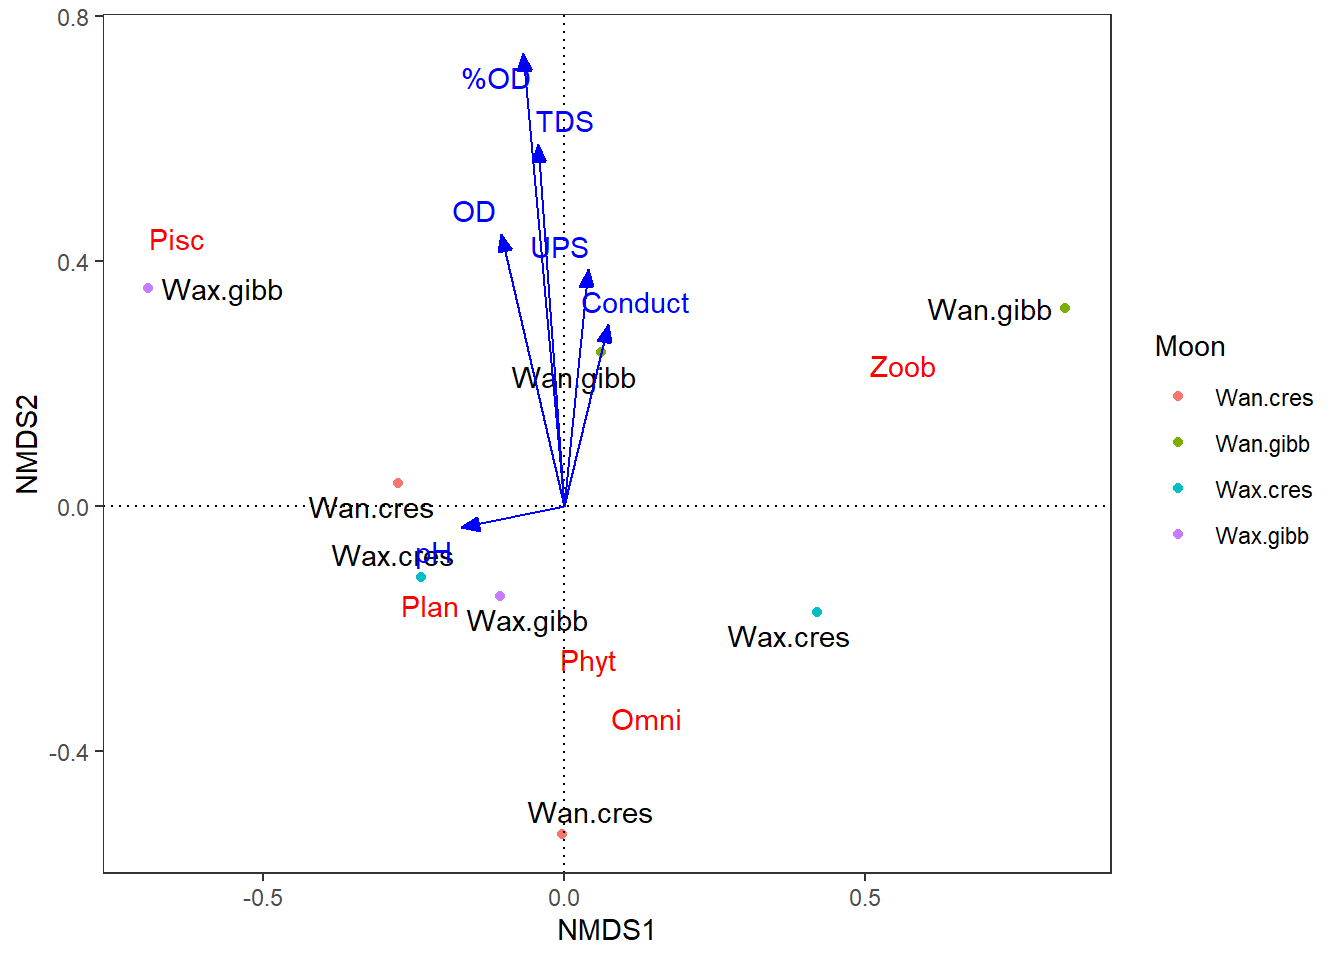 0.8
%OD
TDS
OD
Pisc
UPS
0.4
Wax.gibb
Conduct
Wan.gibb
Moon
Zoob
Wan.gibb
Wan.cres
Wan.gibb
Wax.cres
Wax.gibb
NMDS2
0.0
Wan.cres
pH
Wax.cres
Plan
Wax.gibb
Wax.cres
Phyt
Omni
-0.4
Wan.cres
-0.5
0.0
0.5
NMDS1